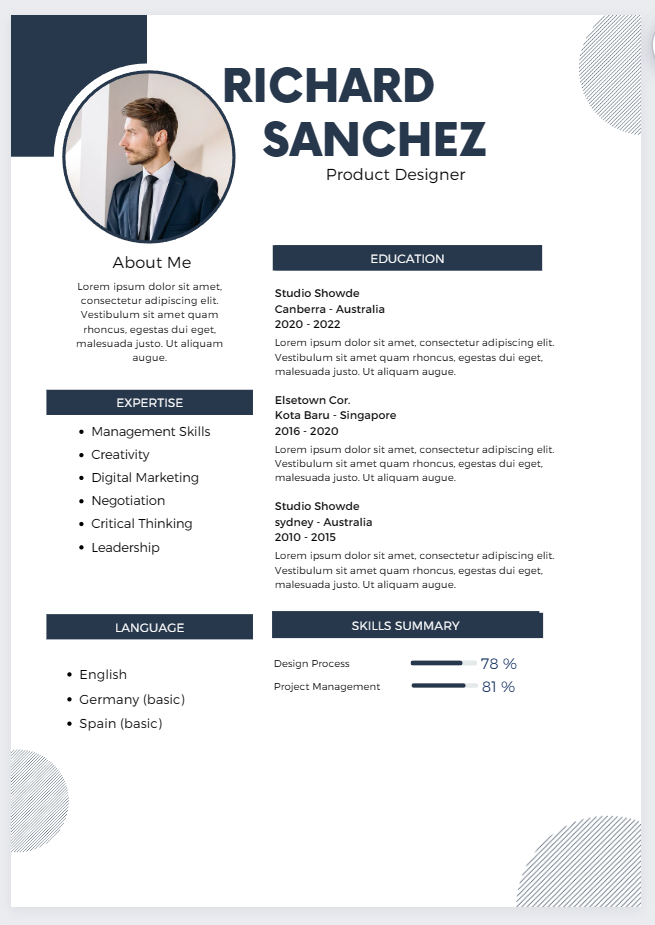 RICHARD
SANCHEZ
Product Designer
About Me
Lorem ipsum dolor sit amet,
consectetur adipiscing elit.
Vestibulum sit amet quam
rhoncus, egestas dui eget,
malesuada justo. Ut aliquam
augue.
EXPERTISE
• Management Skills
• Creativity
• Digital Marketing
• Negotiation
• Critical Thinking
• Leadership
LANGUAGE
• English
• Germany (basic)
• Spain (basic)
EDUCATION
Studio Showde
Canberra - Australia
2020 - 2022
Lorem ipsum dolor sit amet, consectetur adipiscing elit.
Vestibulum sit amet quam rhoncus, egestas dui eget,
malesuada justo. Ut aliquam augue.
Elsetown Cor.
Kota Baru - Singapore
2016 - 2020
Lorem ipsum dolor sit amet, consectetur adipiscing elit.
Vestibulum sit amet quam rhoncus, egestas dui eget,
malesuada justo. Ut aliquam augue.
Studio Showde
sydney - Australia
2010 - 2015
Lorem ipsum dolor sit amet, consectetur adipiscing elit.
Vestibulum sit amet quam rhoncus, egestas dui eget,
malesuada justo. Ut aliquam augue.
SKILLS SUMMARY
Design Process 78 %
Project Management 81 %